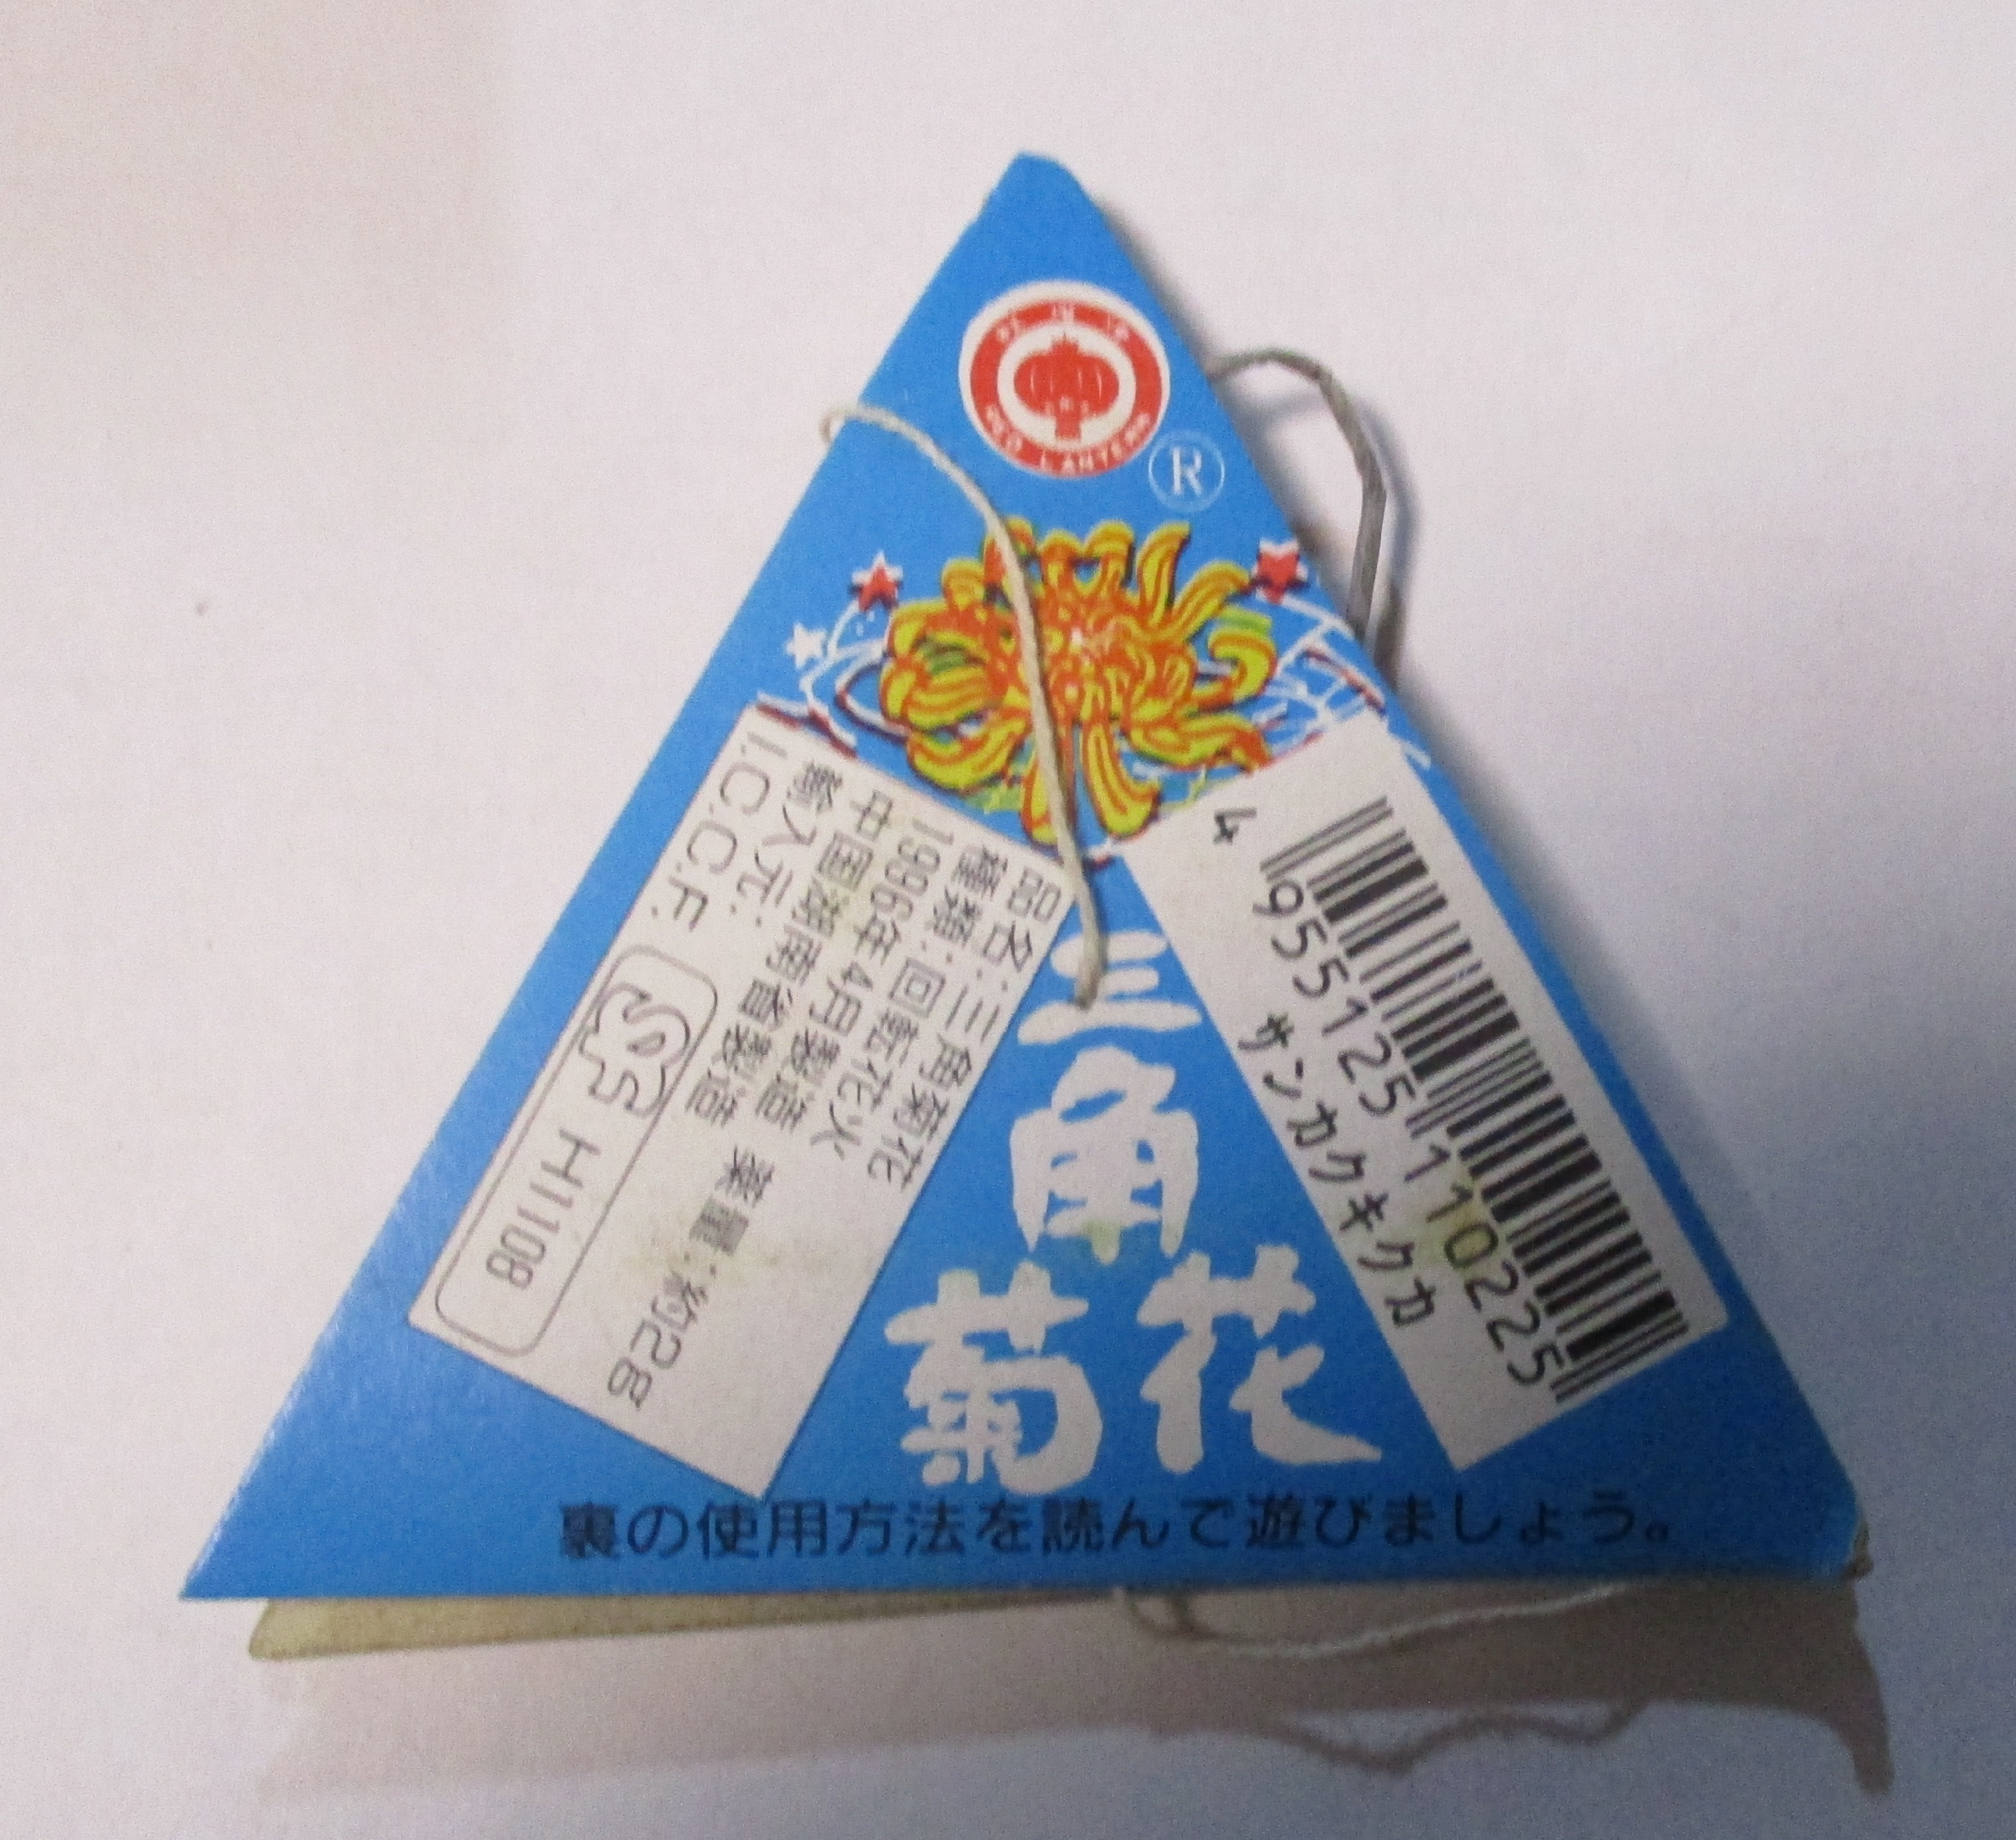 RED LANTERN
®
三角
菊花
品名:三角菊花
種類:回転花火
1996年4月製造
中国湖南省製造 薬量:約2g
輸入元:
I.C.C.F.
SF H1108
4 955125 110225
サンカクキクカ
裏の使用方法を読んで遊びましょう。